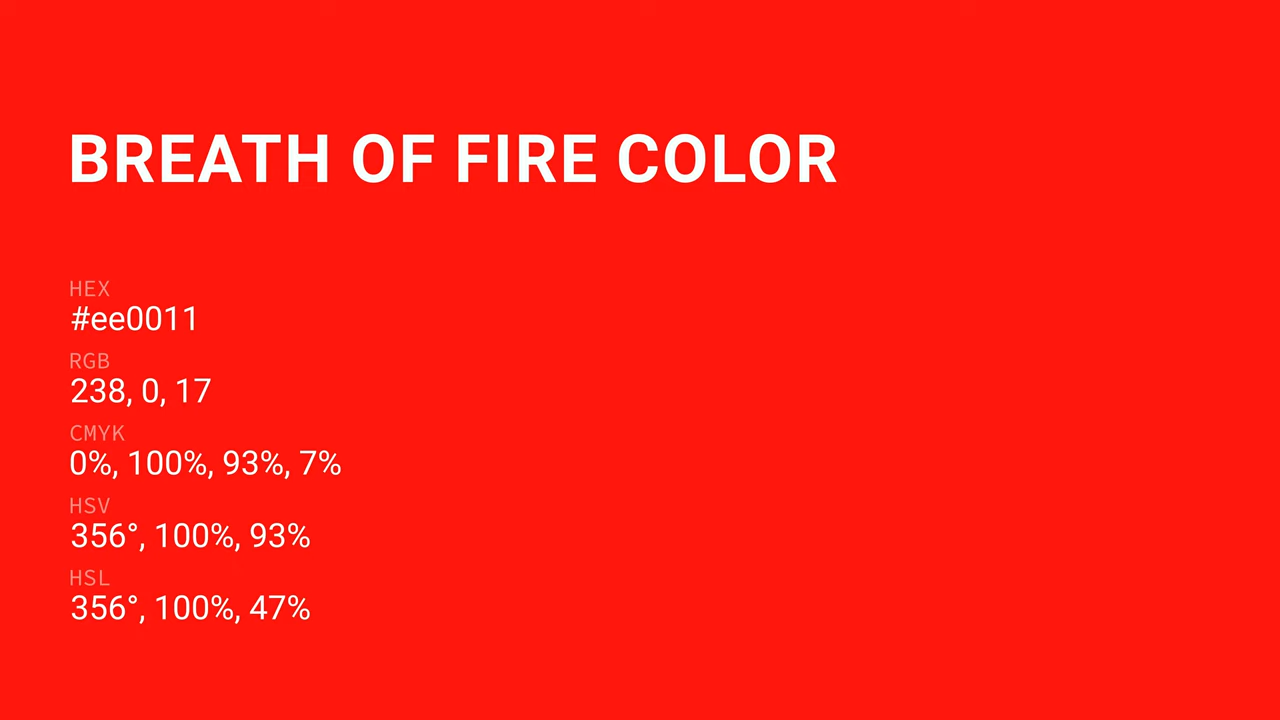 BREATH OF FIRE COLOR
HEX
#ee0011
RGB
238, 0, 17
CMYK
0%, 100%, 93%, 7%
HSV
356°, 100%, 93%
HSL
356°, 100%, 47%